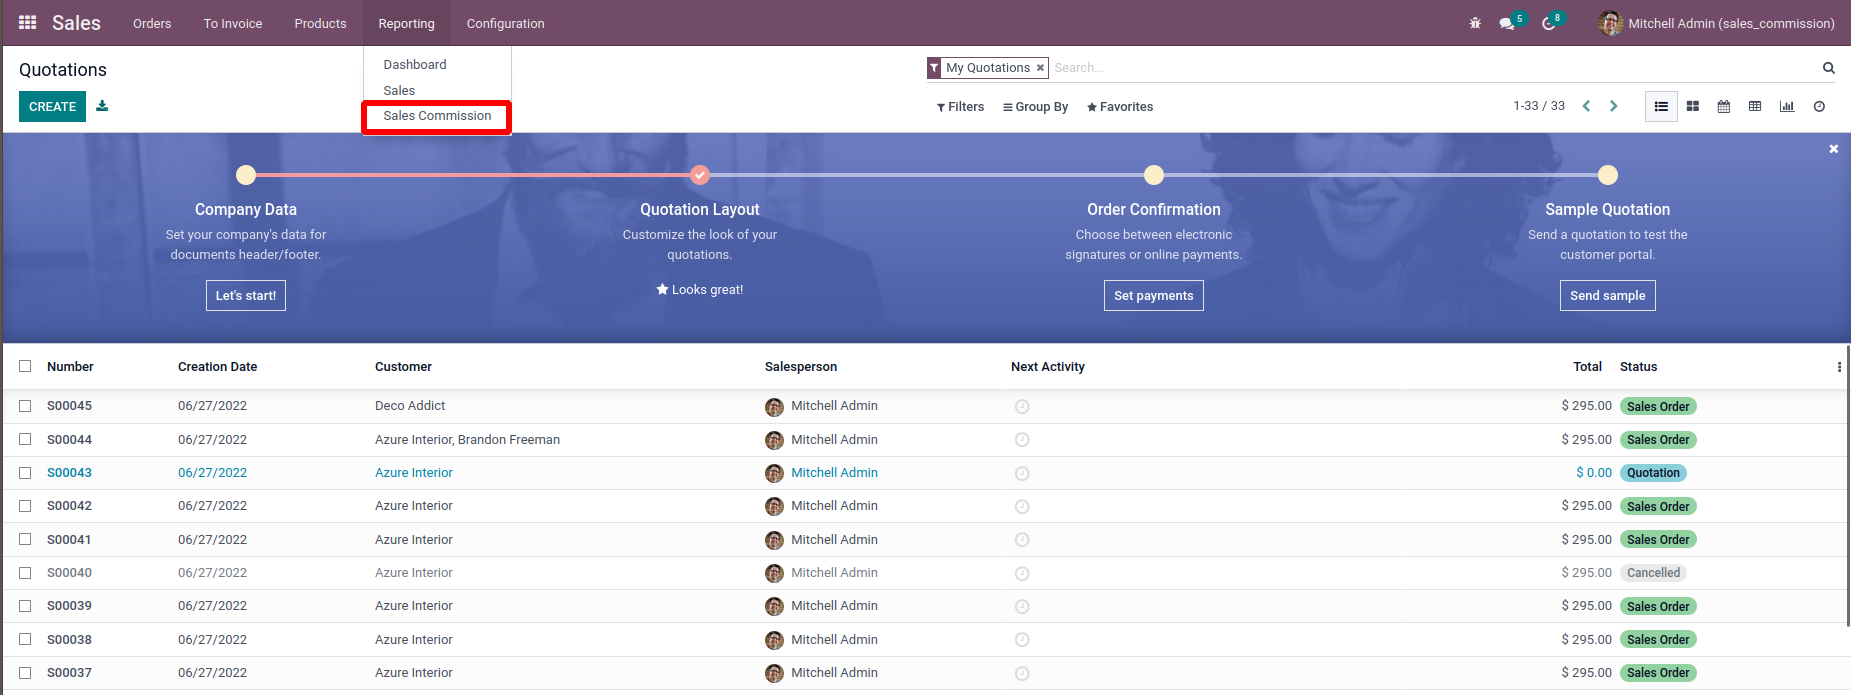 Sales Orders To Invoice Products Reporting Configuration 5 8 Mitchell Admin (sales_commission)
Quotations
Dashboard
Sales
Sales Commission
My Quotations × Search...
CREATE
Filters Group By Favorites 1-33 / 33
Company Data
Set your company's data for
documents header/footer.
Let's start!
Quotation Layout
Customize the look of your
quotations.
Looks great!
Order Confirmation
Choose between electronic
signatures or online payments.
Set payments
Sample Quotation
Send a quotation to test the
customer portal.
Send sample
Number Creation Date Customer Salesperson Next Activity Total Status
S00045 06/27/2022 Deco Addict Mitchell Admin $ 295.00 Sales Order
S00044 06/27/2022 Azure Interior, Brandon Freeman Mitchell Admin $ 295.00 Sales Order
S00043 06/27/2022 Azure Interior Mitchell Admin $ 0.00 Quotation
S00042 06/27/2022 Azure Interior Mitchell Admin $ 295.00 Sales Order
S00041 06/27/2022 Azure Interior Mitchell Admin $ 295.00 Sales Order
S00040 06/27/2022 Azure Interior Mitchell Admin $ 295.00 Cancelled
S00039 06/27/2022 Azure Interior Mitchell Admin $ 295.00 Sales Order
S00038 06/27/2022 Azure Interior Mitchell Admin $ 295.00 Sales Order
S00037 06/27/2022 Azure Interior Mitchell Admin $ 295.00 Sales Order